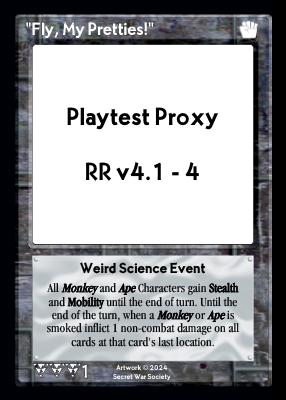 "Fly, My Pretties!"
Playtest Proxy
RR v4.1 - 4
Weird Science Event
All Monkey and Ape Characters gain Stealth
and Mobility until the end of turn. Until the
end of the turn, when a Monkey or Ape is
smoked inflict 1 non-combat damage on all
cards at that card's last location.
1
Artwork © 2024
Secret War Society